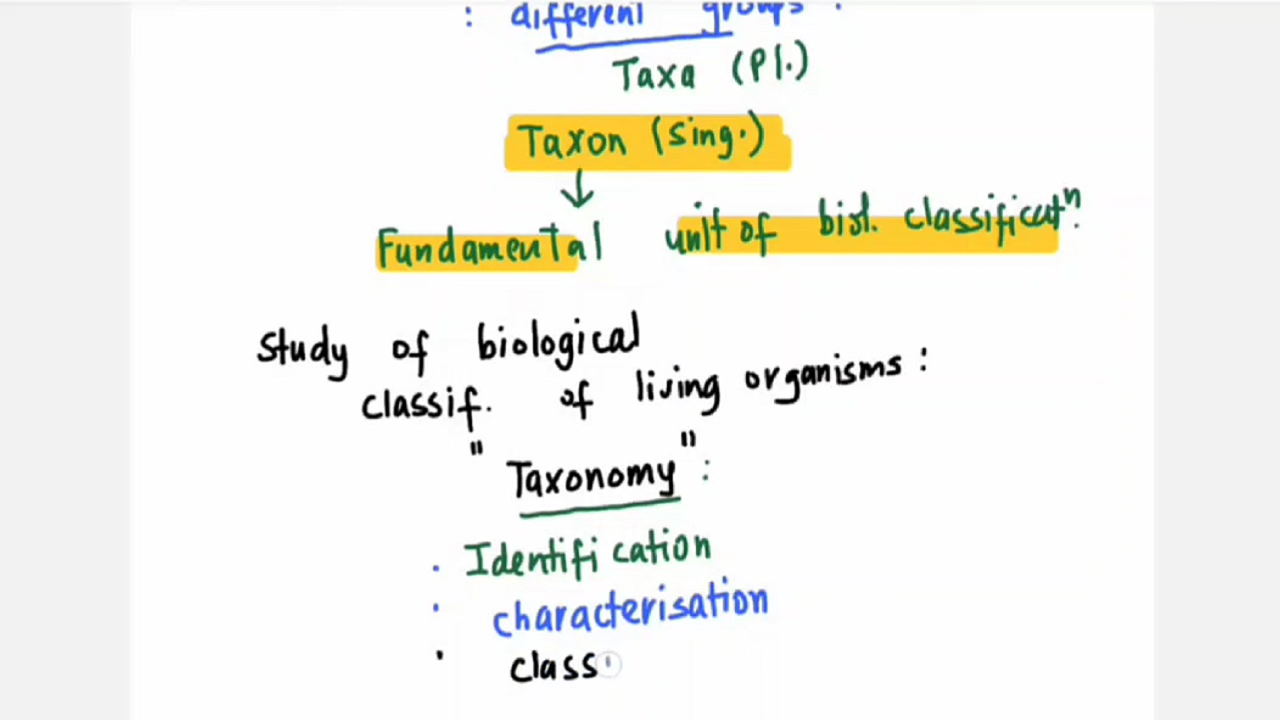 : different groups :
Taxa (Pl.)
Taxon (sing.)
↓
Fundamental unit of biol. classificatⁿ.
study of biological
classif. of living organisms :
" Taxonomy " :
· Identification
· characterisation
· class